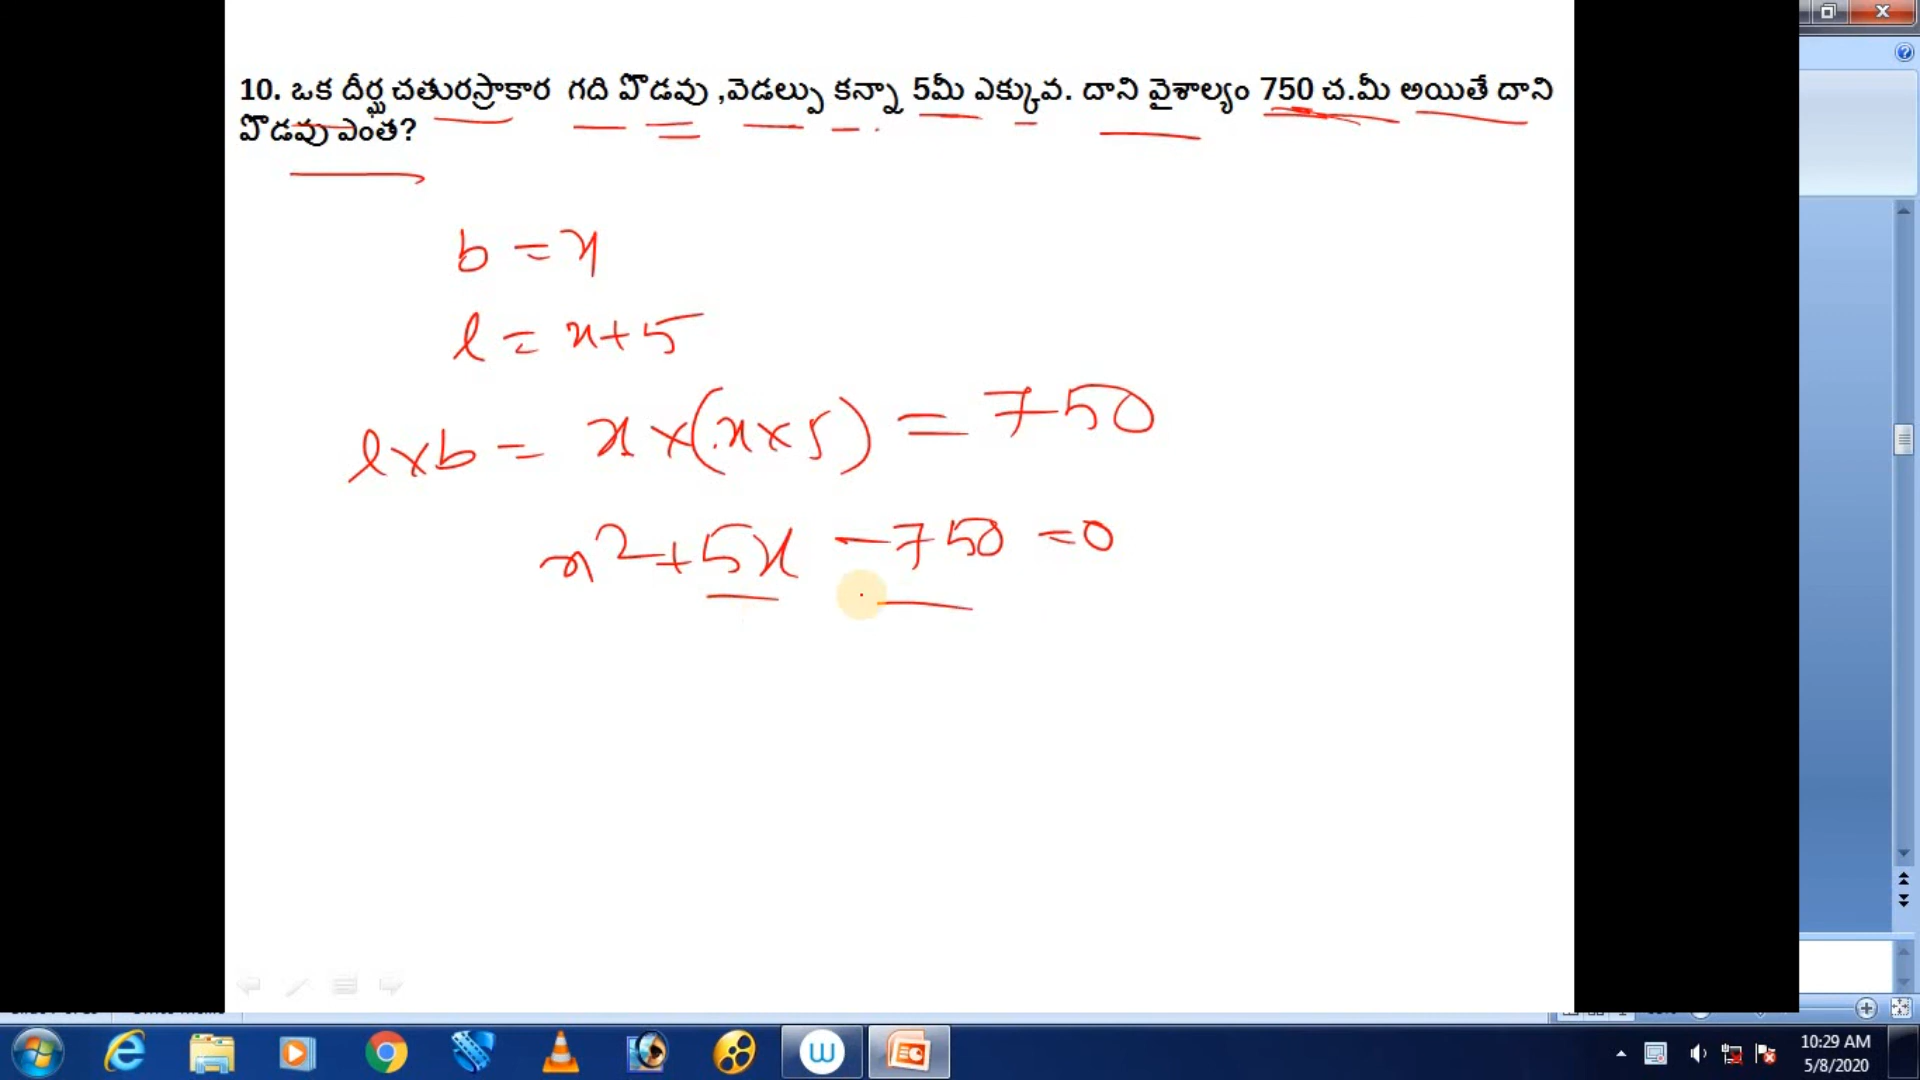 10. ఒక దీర్ఘ చతురస్రాకార గది పొడవు ,వెడల్పు కన్నా 5మీ ఎక్కువ. దాని వైశాల్యం 750 చ.మీ అయితే దాని
పొడవు ఎంత?
b = x
l = x+5
l×b = x×(x×5) = 750
x²+5x -750 =0
10:29 AM
5/8/2020